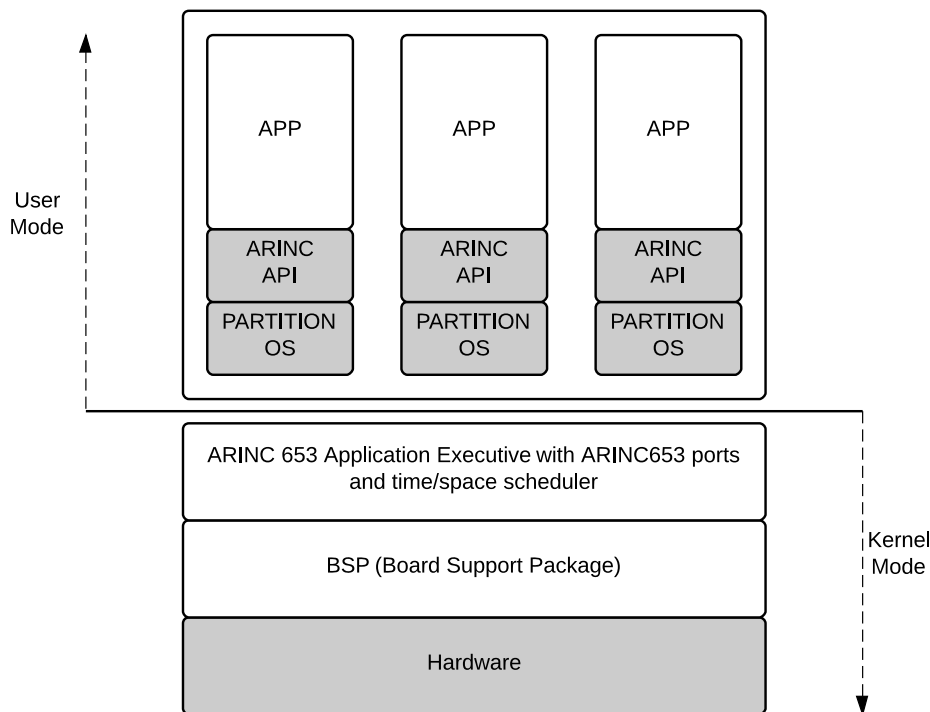 APP
APP
APP
User
Mode
ARINC
API
ARINC
API
ARINC
API
PARTITION
OS
PARTITION
OS
PARTITION
OS
ARINC 653 Application Executive with ARINC653 ports
and time/space scheduler
BSP (Board Support Package)
Kernel
Mode
Hardware